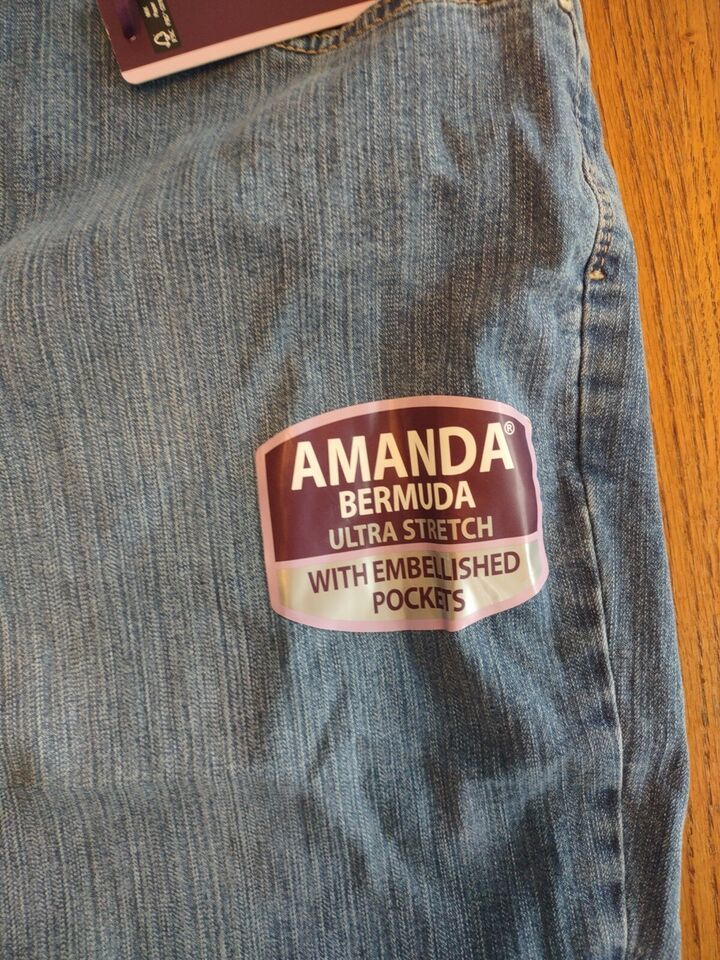 AMANDA®
BERMUDA
ULTRA STRETCH
WITH EMBELLISHED
POCKETS